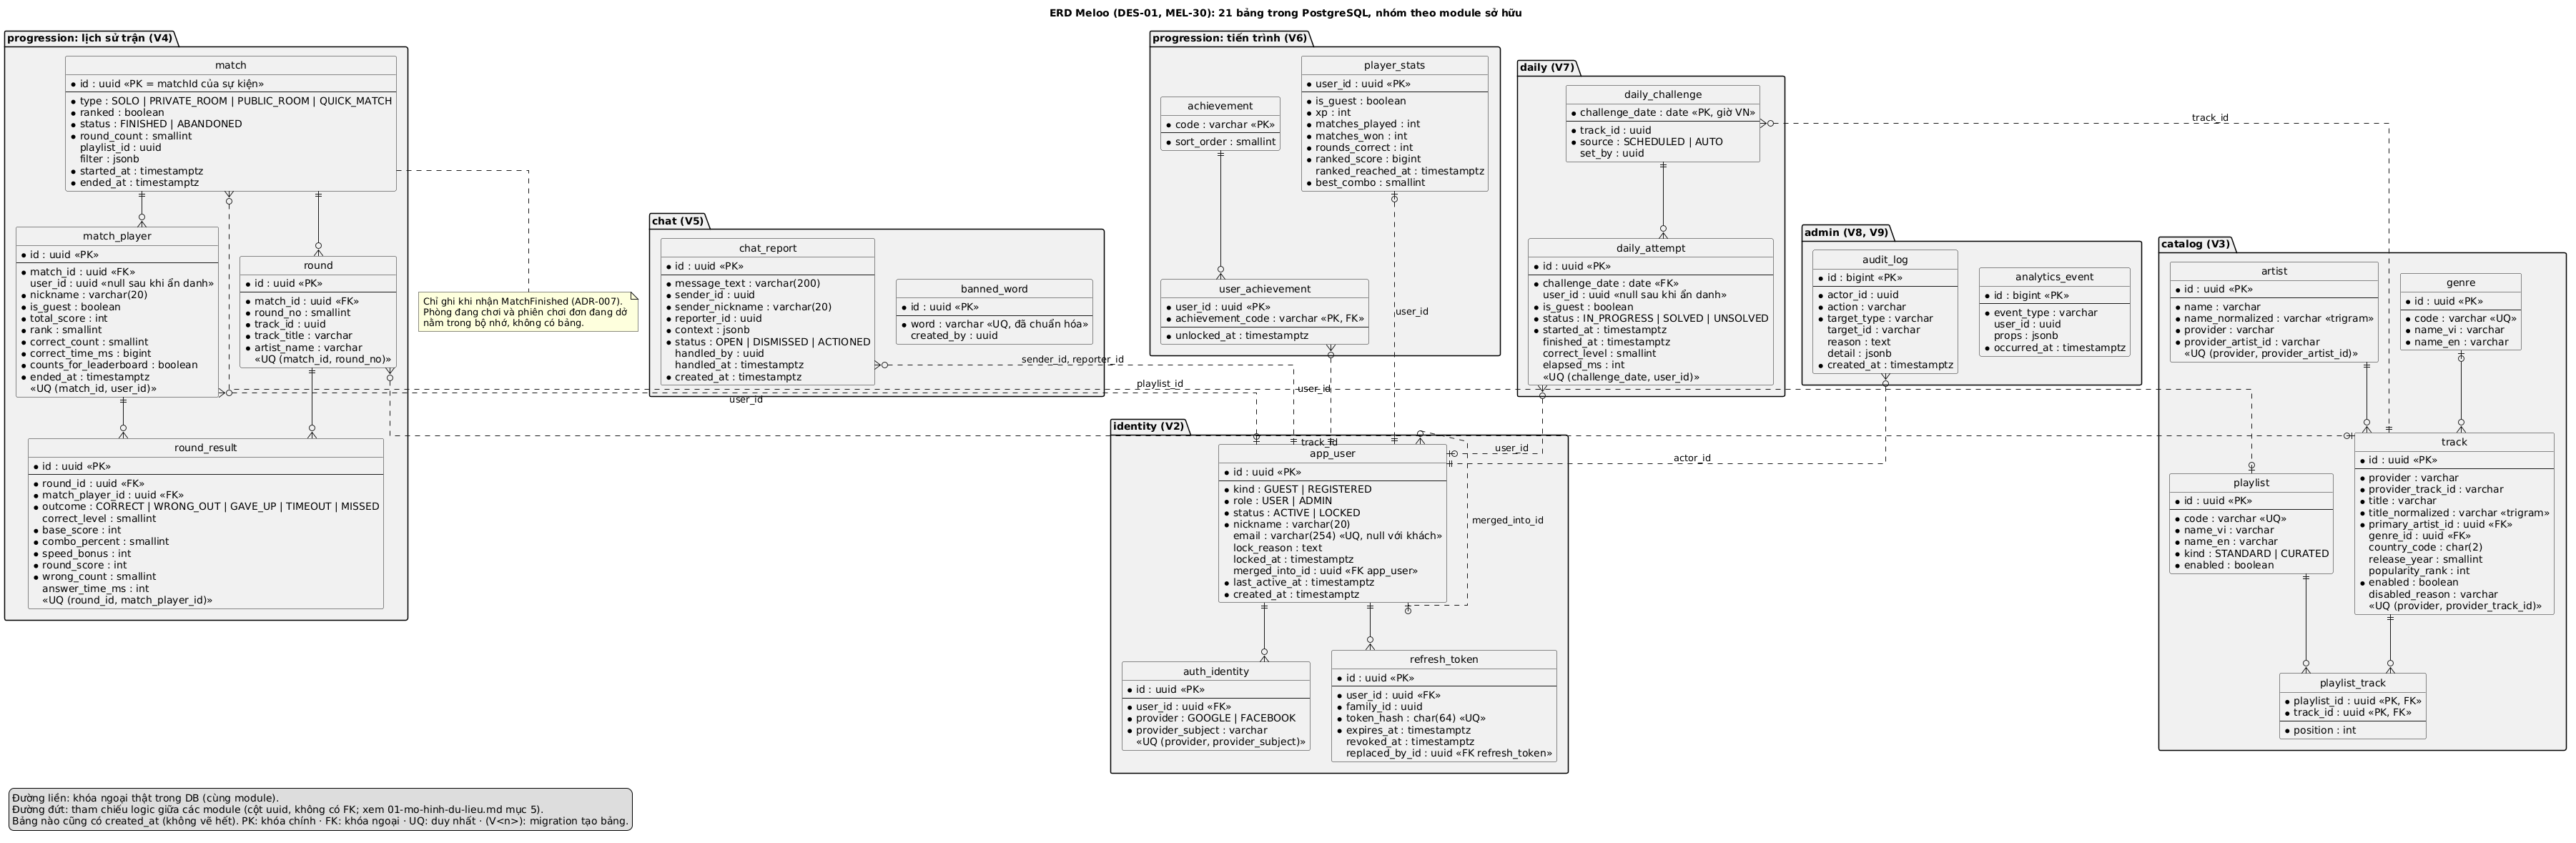 ERD Meloo (DES-01, MEL-30): 21 bảng trong PostgreSQL, nhóm theo module sở hữu
progression: lịch sử trận (V4)
match
id : uuid «PK = matchId của sự kiện»
type : SOLO | PRIVATE_ROOM | PUBLIC_ROOM | QUICK_MATCH
ranked : boolean
status : FINISHED | ABANDONED
round_count : smallint
playlist_id : uuid
filter : jsonb
started_at : timestamptz
ended_at : timestamptz
match_player
id : uuid «PK»
match_id : uuid «FK»
user_id : uuid «null sau khi ẩn danh»
nickname : varchar(20)
is_guest : boolean
total_score : int
rank : smallint
correct_count : smallint
correct_time_ms : bigint
counts_for_leaderboard : boolean
ended_at : timestamptz
«UQ (match_id, user_id)»
round
id : uuid «PK»
match_id : uuid «FK»
round_no : smallint
track_id : uuid
track_title : varchar
artist_name : varchar
«UQ (match_id, round_no)»
round_result
id : uuid «PK»
round_id : uuid «FK»
match_player_id : uuid «FK»
outcome : CORRECT | WRONG_OUT | GAVE_UP | TIMEOUT | MISSED
correct_level : smallint
base_score : int
combo_percent : smallint
speed_bonus : int
round_score : int
wrong_count : smallint
answer_time_ms : int
«UQ (round_id, match_player_id)»
Chỉ ghi khi nhận MatchFinished (ADR-007).
Phòng đang chơi và phiên chơi đơn đang dở
nằm trong bộ nhớ, không có bảng.
chat (V5)
chat_report
id : uuid «PK»
message_text : varchar(200)
sender_id : uuid
sender_nickname : varchar(20)
reporter_id : uuid
context : jsonb
status : OPEN | DISMISSED | ACTIONED
handled_by : uuid
handled_at : timestamptz
created_at : timestamptz
banned_word
id : uuid «PK»
word : varchar «UQ, đã chuẩn hóa»
created_by : uuid
progression: tiến trình (V6)
achievement
code : varchar «PK»
sort_order : smallint
player_stats
user_id : uuid «PK»
is_guest : boolean
xp : int
matches_played : int
matches_won : int
rounds_correct : int
ranked_score : bigint
ranked_reached_at : timestamptz
best_combo : smallint
user_achievement
user_id : uuid «PK»
achievement_code : varchar «PK, FK»
unlocked_at : timestamptz
daily (V7)
daily_challenge
challenge_date : date «PK, giờ VN»
track_id : uuid
source : SCHEDULED | AUTO
set_by : uuid
daily_attempt
id : uuid «PK»
challenge_date : date «FK»
user_id : uuid «null sau khi ẩn danh»
is_guest : boolean
status : IN_PROGRESS | SOLVED | UNSOLVED
started_at : timestamptz
finished_at : timestamptz
correct_level : smallint
elapsed_ms : int
«UQ (challenge_date, user_id)»
admin (V8, V9)
audit_log
id : bigint «PK»
actor_id : uuid
action : varchar
target_type : varchar
target_id : varchar
reason : text
detail : jsonb
created_at : timestamptz
analytics_event
id : bigint «PK»
event_type : varchar
user_id : uuid
props : jsonb
occurred_at : timestamptz
catalog (V3)
artist
id : uuid «PK»
name : varchar
name_normalized : varchar «trigram»
provider : varchar
provider_artist_id : varchar
«UQ (provider, provider_artist_id)»
genre
id : uuid «PK»
code : varchar «UQ»
name_vi : varchar
name_en : varchar
track
id : uuid «PK»
provider : varchar
provider_track_id : varchar
title : varchar
title_normalized : varchar «trigram»
primary_artist_id : uuid «FK»
genre_id : uuid «FK»
country_code : char(2)
release_year : smallint
popularity_rank : int
enabled : boolean
disabled_reason : varchar
«UQ (provider, provider_track_id)»
playlist
id : uuid «PK»
code : varchar «UQ»
name_vi : varchar
name_en : varchar
kind : STANDARD | CURATED
enabled : boolean
playlist_track
playlist_id : uuid «PK, FK»
track_id : uuid «PK, FK»
position : int
identity (V2)
app_user
id : uuid «PK»
kind : GUEST | REGISTERED
role : USER | ADMIN
status : ACTIVE | LOCKED
nickname : varchar(20)
email : varchar(254) «UQ, null với khách»
lock_reason : text
locked_at : timestamptz
merged_into_id : uuid «FK app_user»
last_active_at : timestamptz
created_at : timestamptz
auth_identity
id : uuid «PK»
user_id : uuid «FK»
provider : GOOGLE | FACEBOOK
provider_subject : varchar
«UQ (provider, provider_subject)»
refresh_token
id : uuid «PK»
user_id : uuid «FK»
family_id : uuid
token_hash : char(64) «UQ»
expires_at : timestamptz
revoked_at : timestamptz
replaced_by_id : uuid «FK refresh_token»
track_id
user_id
sender_id, reporter_id
playlist_id
user_id
user_id
track_id
user_id
actor_id
merged_into_id
Đường liền: khóa ngoại thật trong DB (cùng module).
Đường đứt: tham chiếu logic giữa các module (cột uuid, không có FK; xem 01-mo-hinh-du-lieu.md mục 5).
Bảng nào cũng có created_at (không vẽ hết). PK: khóa chính · FK: khóa ngoại · UQ: duy nhất · (V<n>): migration tạo bảng.